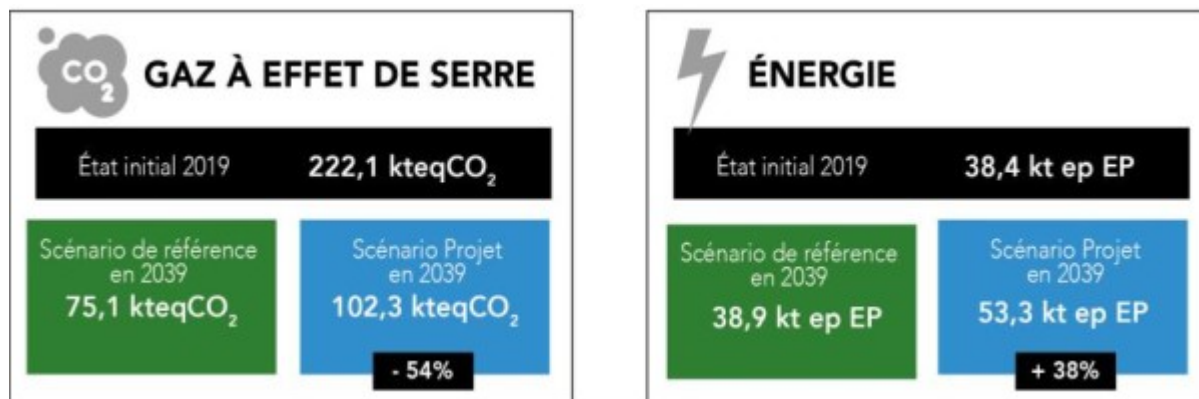 CO2
GAZ À EFFET DE SERRE
État initial 2019 222,1 kteqCO₂
Scénario de référence
en 2039
75,1 kteqCO₂
Scénario Projet
en 2039
102,3 kteqCO₂
- 54%
ÉNERGIE
État initial 2019 38,4 kt ep EP
Scénario de référence
en 2039
38,9 kt ep EP
Scénario Projet
en 2039
53,3 kt ep EP
+ 38%